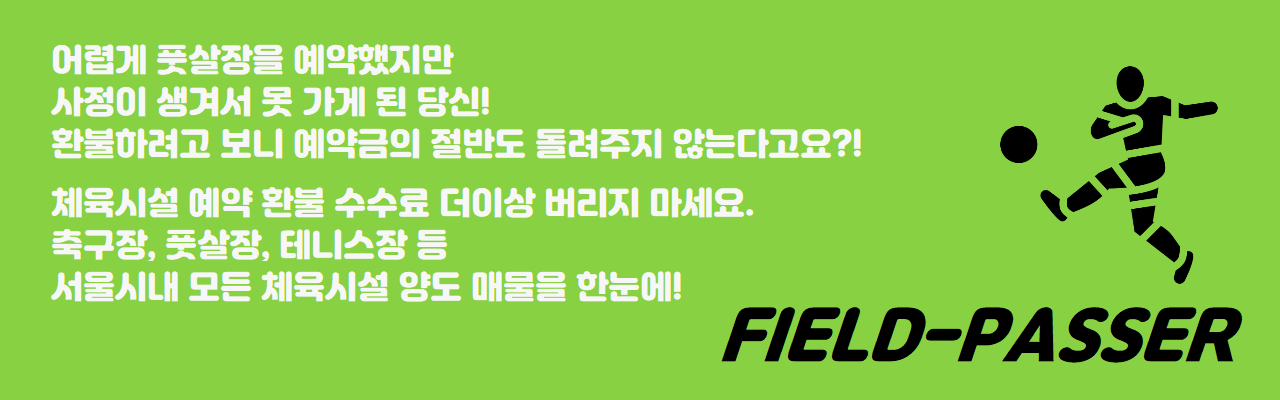 어렵게 풋살장을 예약했지만
사정이 생겨서 못 가게 된 당신!
환불하려고 보니 예약금의 절반도 돌려주지 않는다고요?!
체육시설 예약 환불 수수료 더이상 버리지 마세요.
축구장, 풋살장, 테니스장 등
서울시내 모든 체육시설 양도 매물을 한눈에!
FIELD-PASSER